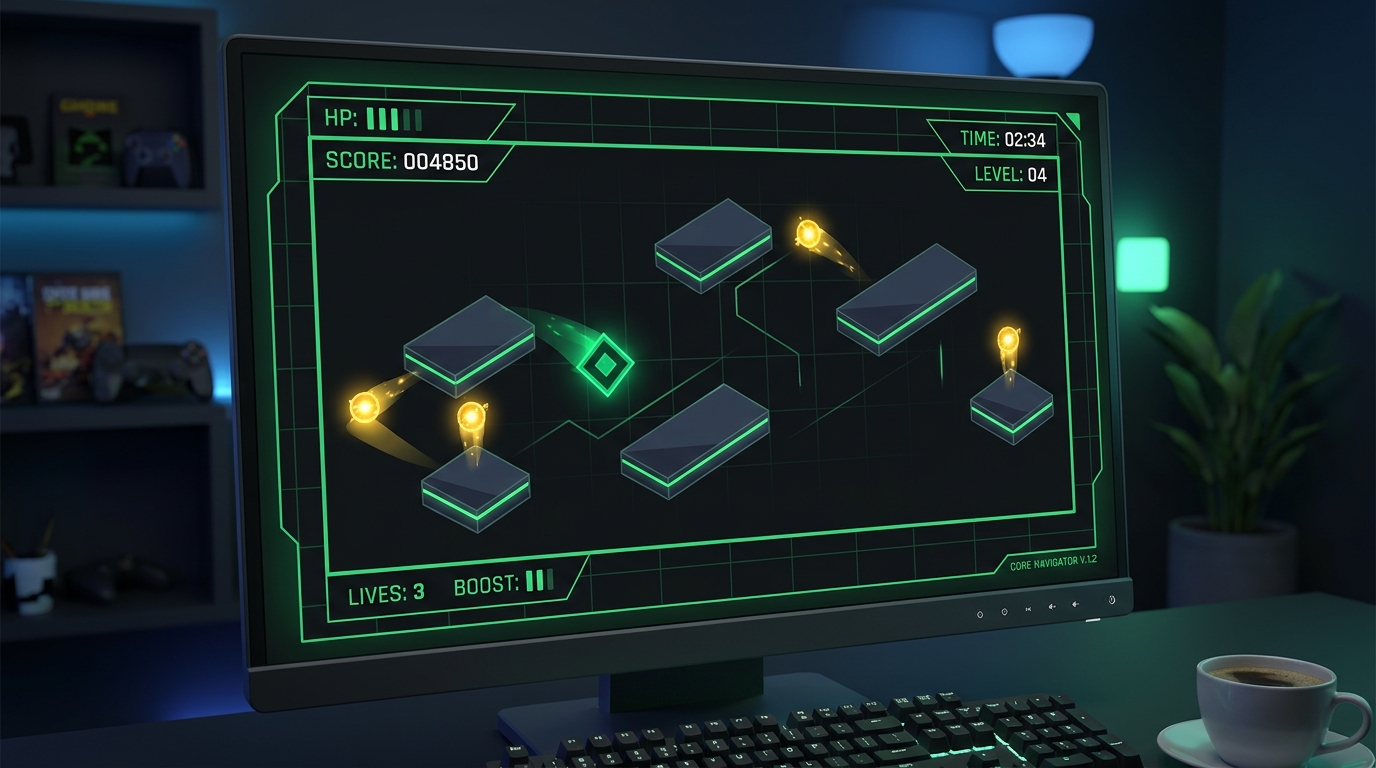 HP:
TIME: 02:34
SCORE: 004850
LEVEL: 04
LIVES: 3 BOOST:
CORE NAVIGATOR V.1.2